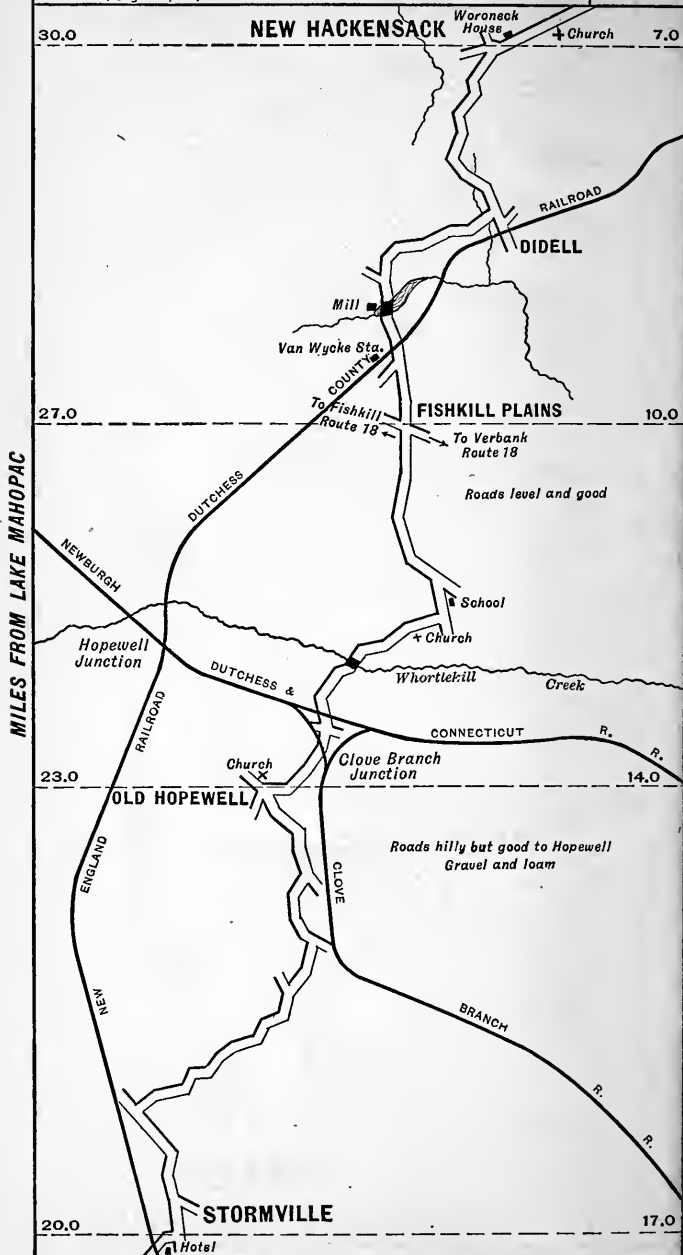 NEW HACKENSACK
Woroneck
House
Church
30.0
7.0
RAILROAD
DIDELL
Mill
Van Wycke Sta.
COUNTY
To Fishkill
Route 18
FISHKILL PLAINS
27.0
10.0
To Verbank
Route 18
DUTCHESS
Roads level and good
MILES FROM LAKE MAHOPAC
NEWBURGH
School
Church
Hopewell
Junction
DUTCHESS &
Whortlekill
Creek
RAILROAD
CONNECTICUT
R.
R.
Church
Clove Branch
Junction
23.0
14.0
OLD HOPEWELL
Roads hilly but good to Hopewell
Gravel and loam
ENGLAND
CLOVE
NEW
BRANCH
R.
R.
STORMVILLE
20.0
17.0
Hotel